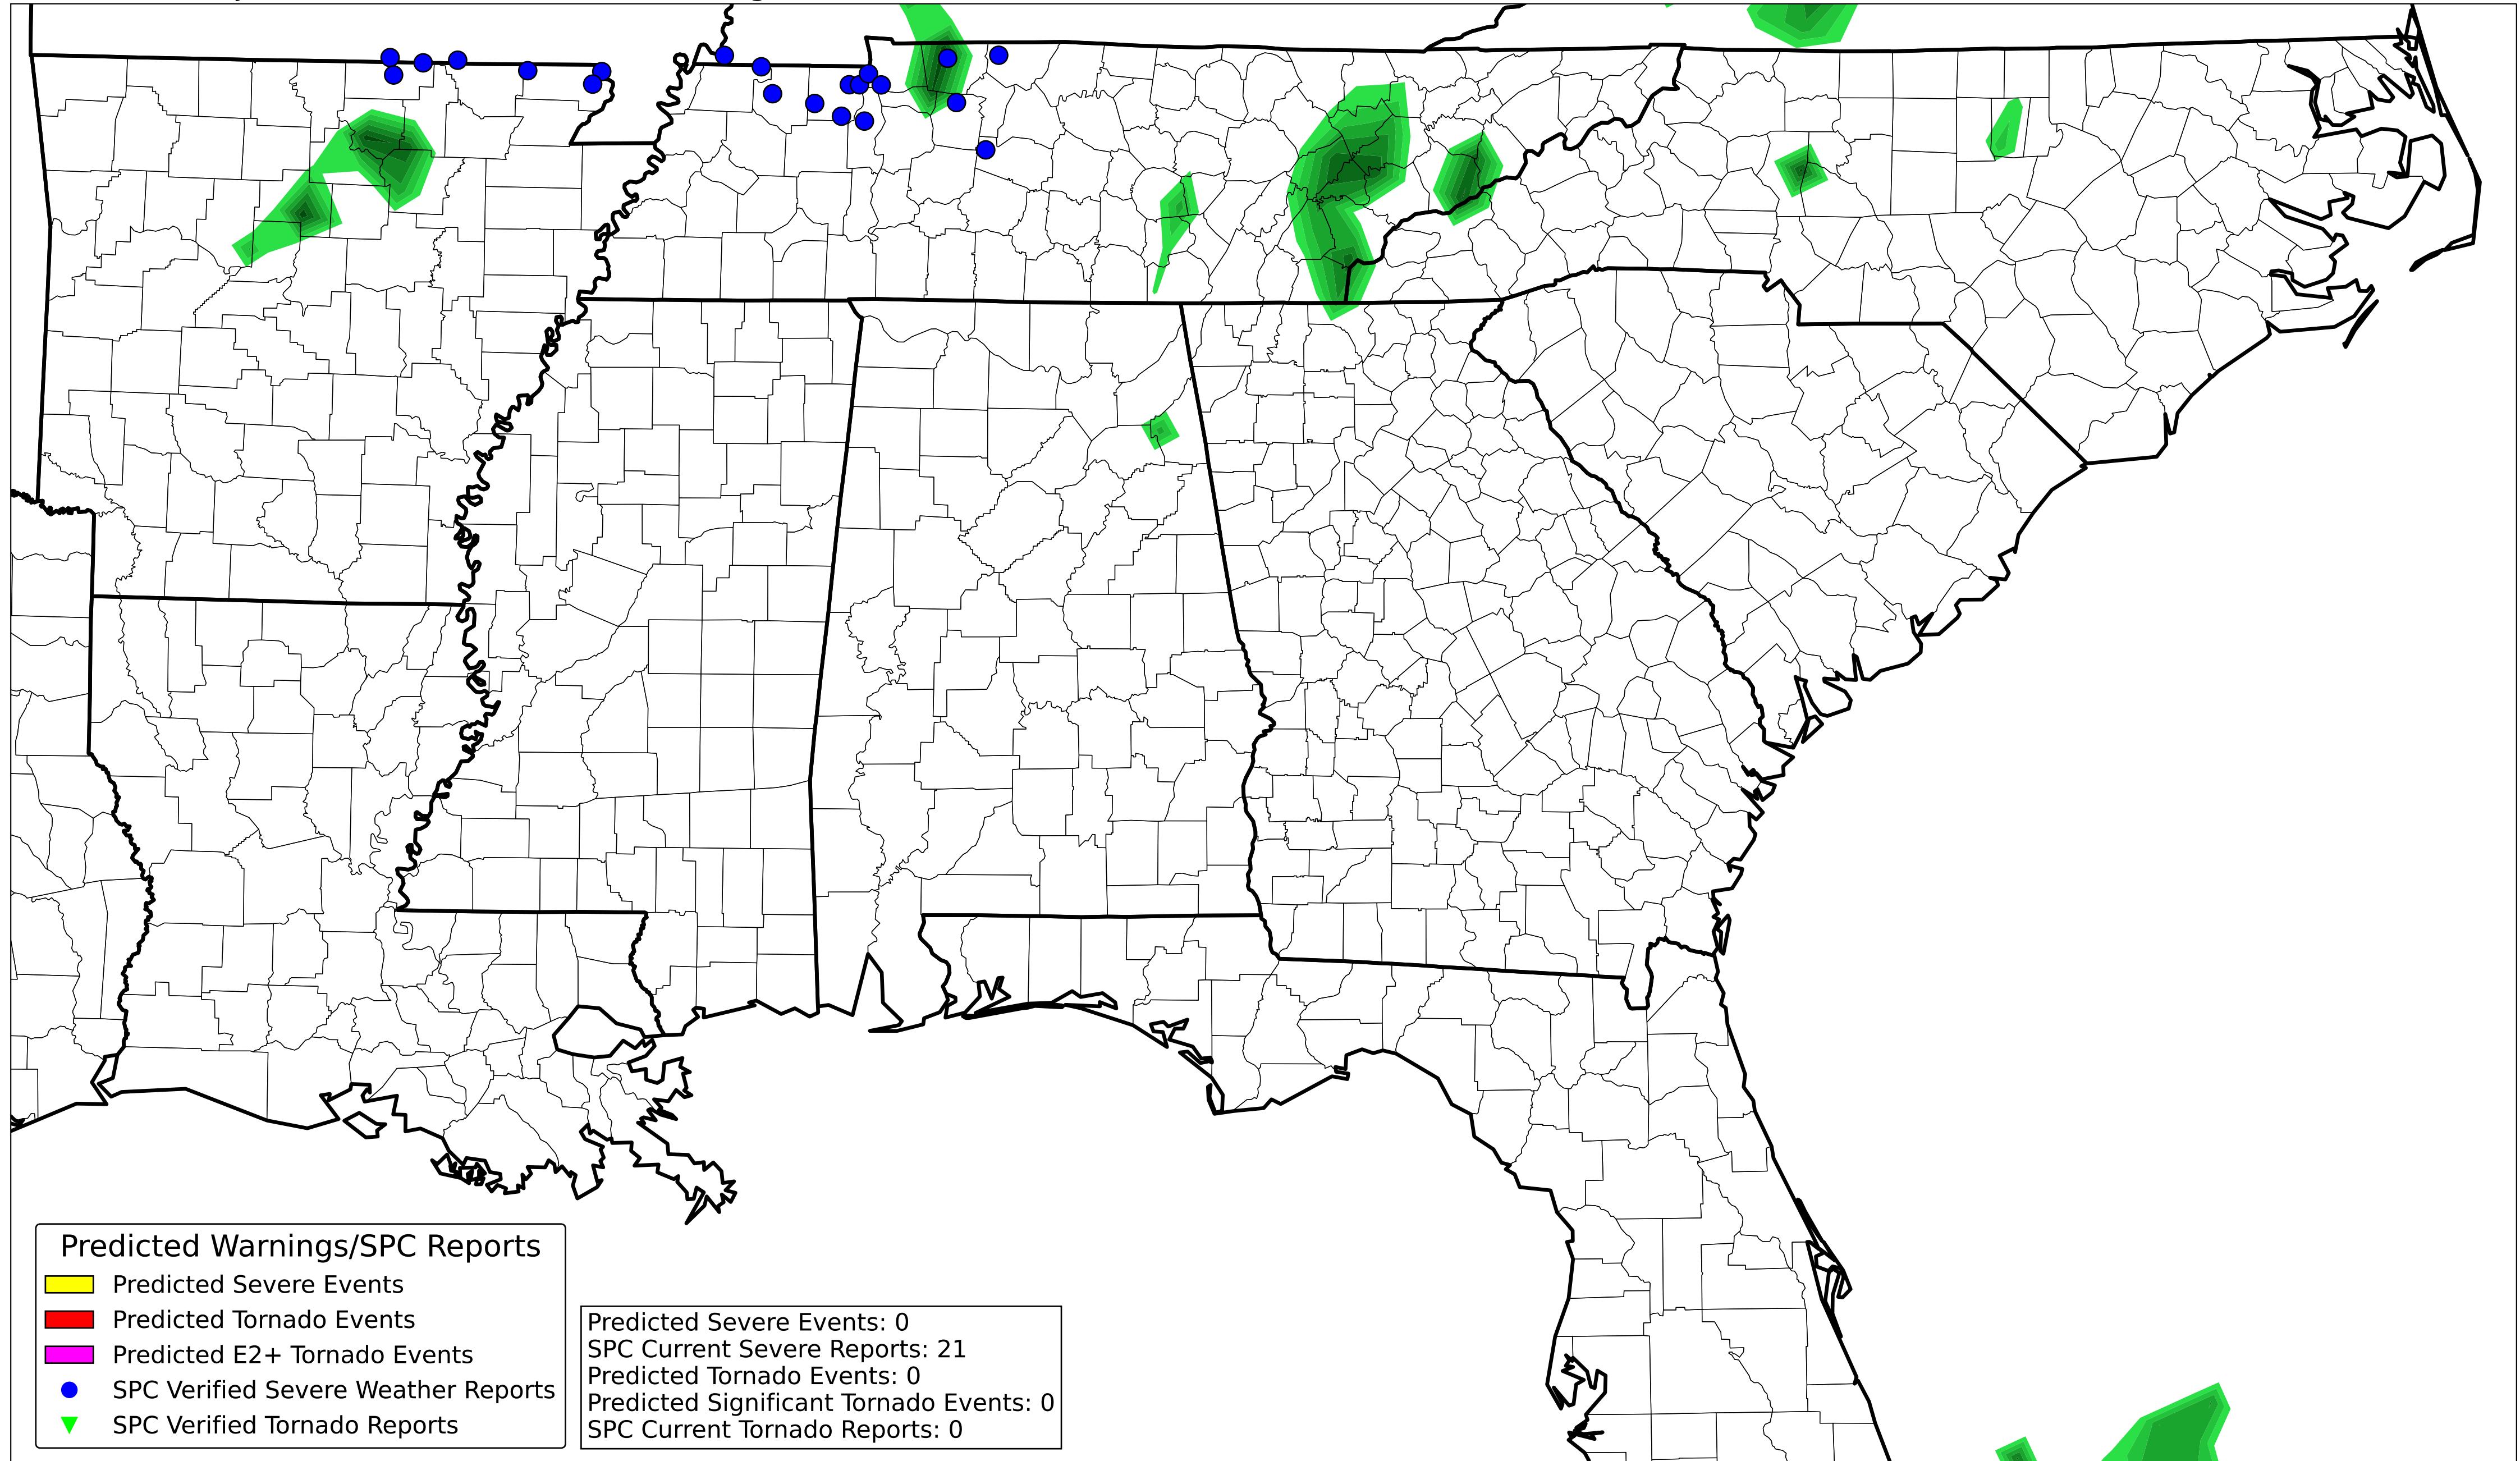 Predicted Warnings/SPC Reports
Predicted Severe Events
Predicted Tornado Events
Predicted E2+ Tornado Events
SPC Verified Severe Weather Reports
SPC Verified Tornado Reports
Predicted Severe Events: 0
SPC Current Severe Reports: 21
Predicted Tornado Events: 0
Predicted Significant Tornado Events: 0
SPC Current Tornado Reports: 0